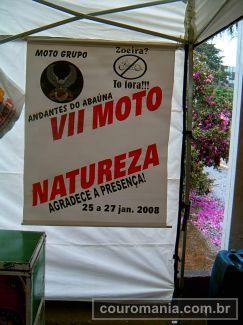 MOTO GRUPO
Zoeira?
To fora!!!
ANDANTES DO ABAÚNA
VII MOTO
NATUREZA
AGRADECE A PRESENÇA!
25 a 27 jan. 2008
couromania.com.br